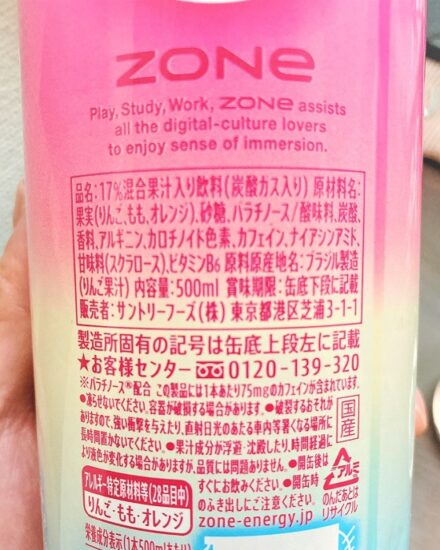 ZONe
Play, Study, Work, ZONe assists
all the digital-culture lovers
to enjoy sense of immersion.
品名:17%混合果汁入り飲料(炭酸ガス入り) 原材料名:
果実(りんご、もも、オレンジ)、砂糖、パラチノース/酸味料、炭酸、
香料、アルギニン、カロチノイド色素、カフェイン、ナイアシンアミド、
甘味料(スクラロース)、ビタミンB6 原料原産地名:ブラジル製造
(りんご果汁) 内容量:500ml 賞味期限:缶底下段に記載
販売者:サントリーフーズ(株) 東京都港区芝浦3-1-1
製造所固有の記号は缶底上段左に記載
★お客様センター 0120-139-320
※パラチノース®配合 この製品には1本あたり75mgのカフェインが含まれています。
●凍らせないでください。容器が破損する場合があります。●破裂するおそれが
ありますので、強い衝撃を与えたり、直射日光のあたる車内等暑くなる場所に
長時間置かないでください。●果汁成分が浮遊・沈殿したり、時間経過に
より液色が変化する場合がありますが、品質には問題ありません。●開缶後は
すぐにお飲みください。●開缶時
のふき出しにご注意ください。
zone-energy.jp
国産
アルミ
のんだあとは
リサイクル
アレルギー特定原材料等(28品目中)
りんご・もも・オレンジ
栄養成分表示(1本500mlあたり)